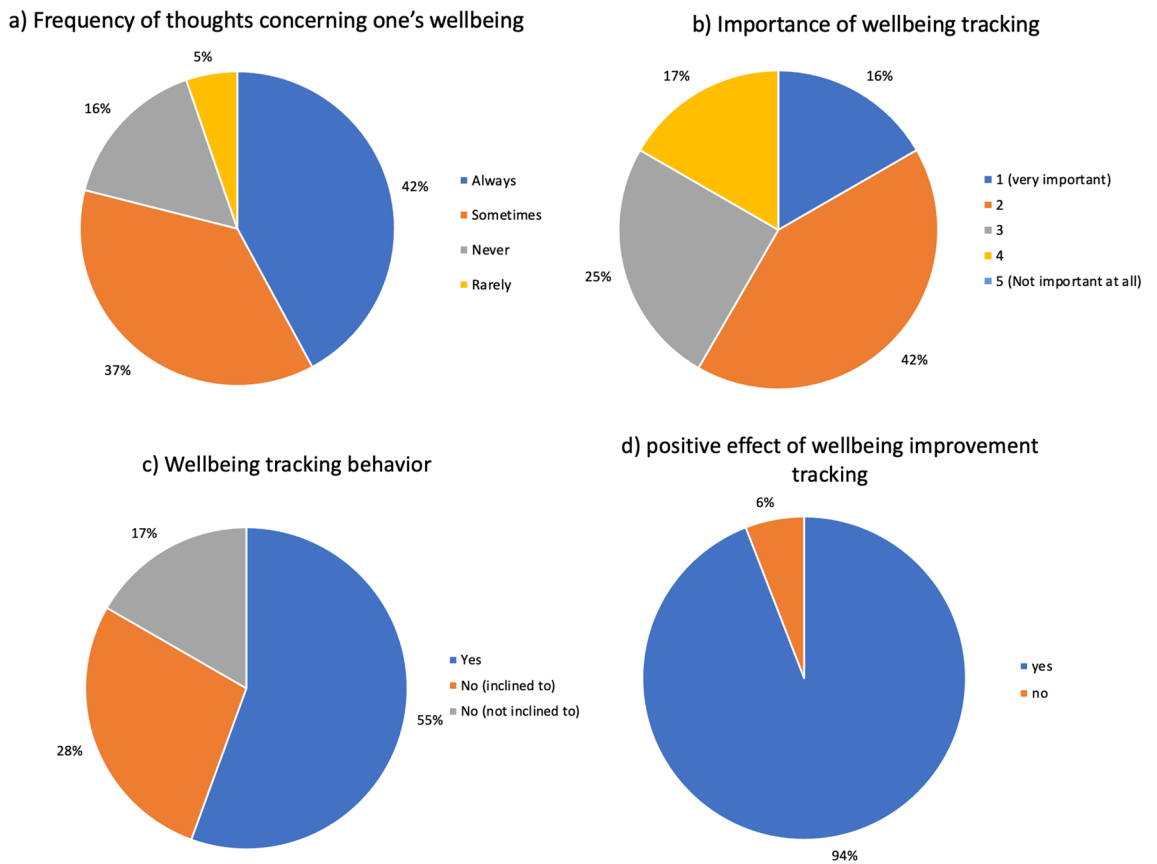 a) Frequency of thoughts concerning one's wellbeing
5%
16%
42%
37%
Always
Sometimes
Never
Rarely
b) Importance of wellbeing tracking
17%
16%
25%
42%
1 (very important)
2
3
4
5 (Not important at all)
c) Wellbeing tracking behavior
17%
55%
28%
Yes
No (inclined to)
No (not inclined to)
d) positive effect of wellbeing improvement
tracking
6%
94%
yes
no